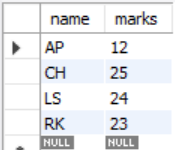 name marks
AP 12
CH 25
LS 24
RK 23
NULL NULL